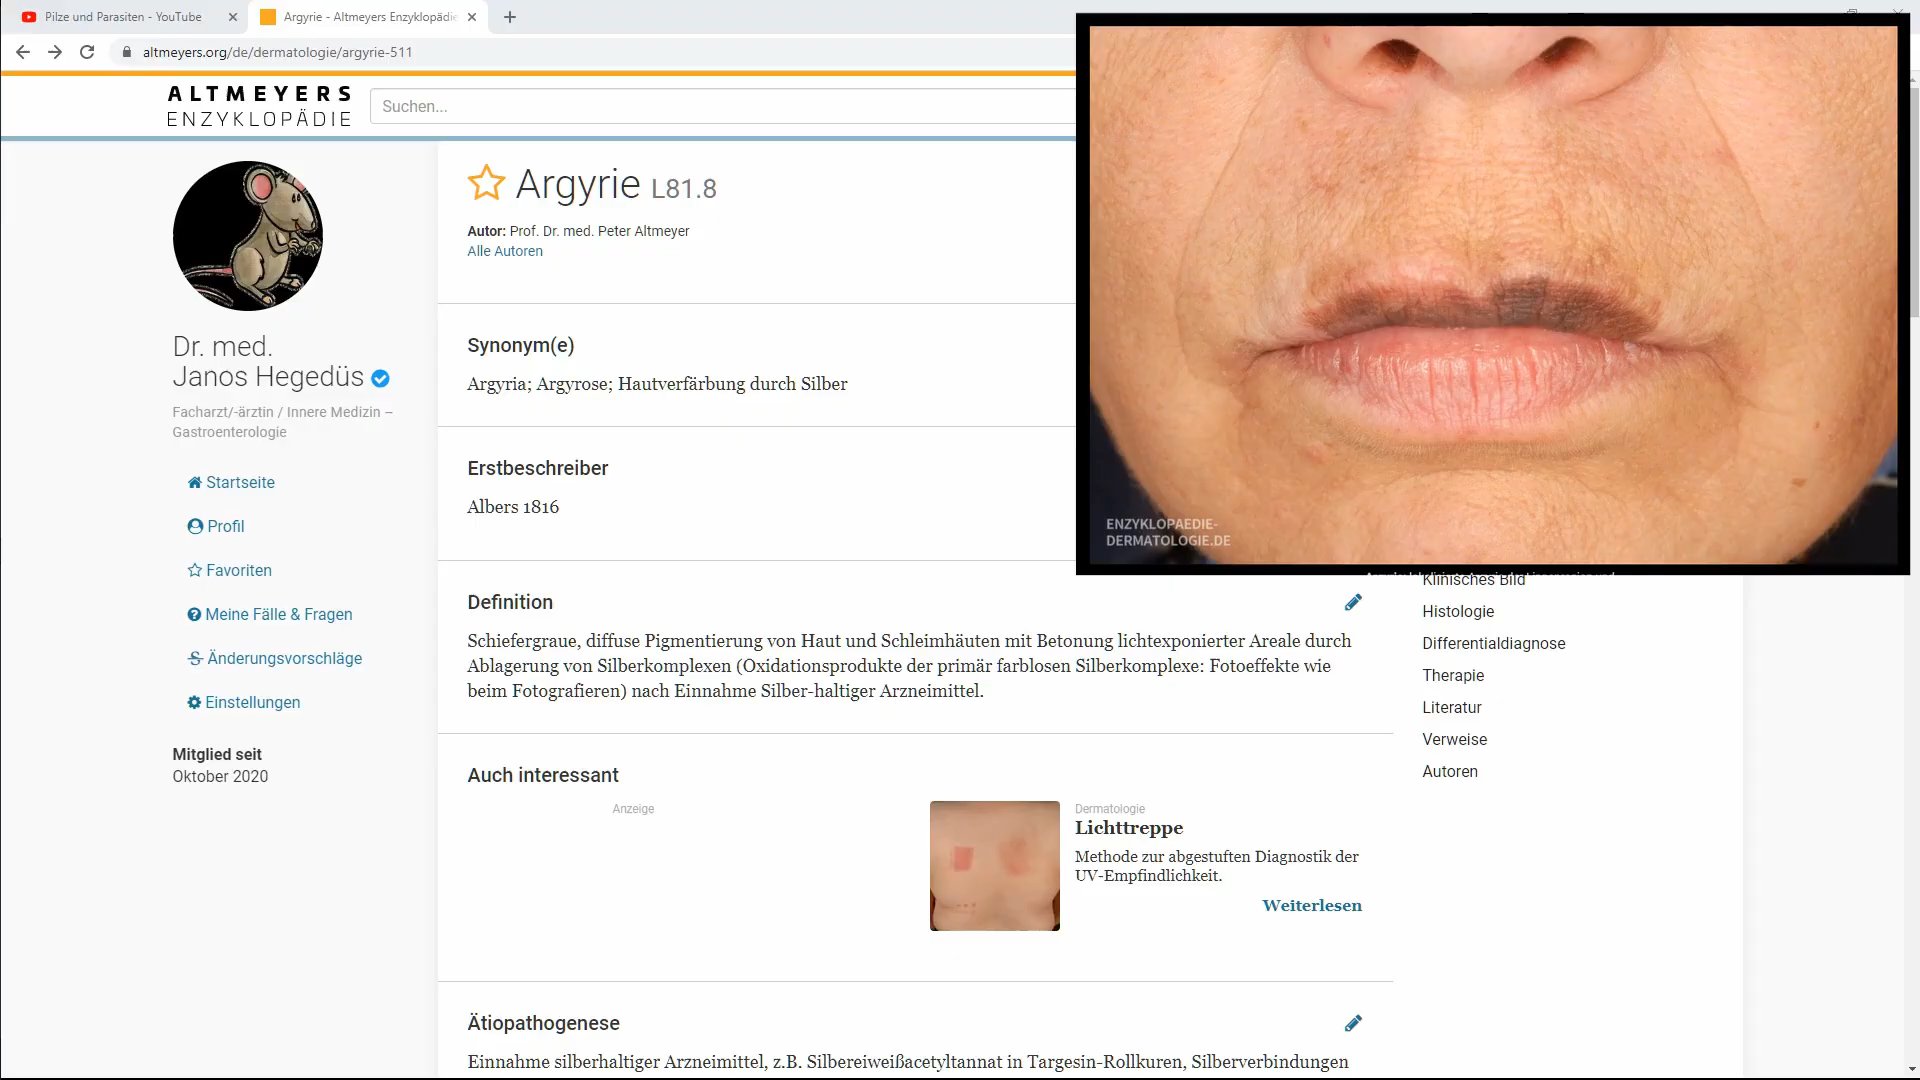 Pilze und Parasiten - YouTube
Argyrie - Altmeyers Enzyklopädie
altmeyers.org/de/dermatologie/argyrie-511
ALTMEYERS
ENZYKLOPÄDIE
Suchen...
Dr. med.
Janos Hegedüs
Facharzt/-ärztin / Innere Medizin –
Gastroenterologie
Startseite
Profil
Favoriten
Meine Fälle & Fragen
Änderungsvorschläge
Einstellungen
Mitglied seit
Oktober 2020
Argyrie L81.8
Autor: Prof. Dr. med. Peter Altmeyer
Alle Autoren
Synonym(e)
Argyria; Argyrose; Hautverfärbung durch Silber
Erstbeschreiber
Albers 1816
Definition
Schiefergraue, diffuse Pigmentierung von Haut und Schleimhäuten mit Betonung lichtexponierter Areale durch
Ablagerung von Silberkomplexen (Oxidationsprodukte der primär farblosen Silberkomplexe: Fotoeffekte wie
beim Fotografieren) nach Einnahme Silber-haltiger Arzneimittel.
Auch interessant
Anzeige
Dermatologie
Lichttreppe
Methode zur abgestuften Diagnostik der
UV-Empfindlichkeit.
Weiterlesen
Ätiopathogenese
Einnahme silberhaltiger Arzneimittel, z.B. Silbereiweißacetyltannat in Targesin-Rollkuren, Silberverbindungen
ENZYKLOPAEDIE-
DERMATOLOGIE.DE
Klinisches Bild
Histologie
Differentialdiagnose
Therapie
Literatur
Verweise
Autoren